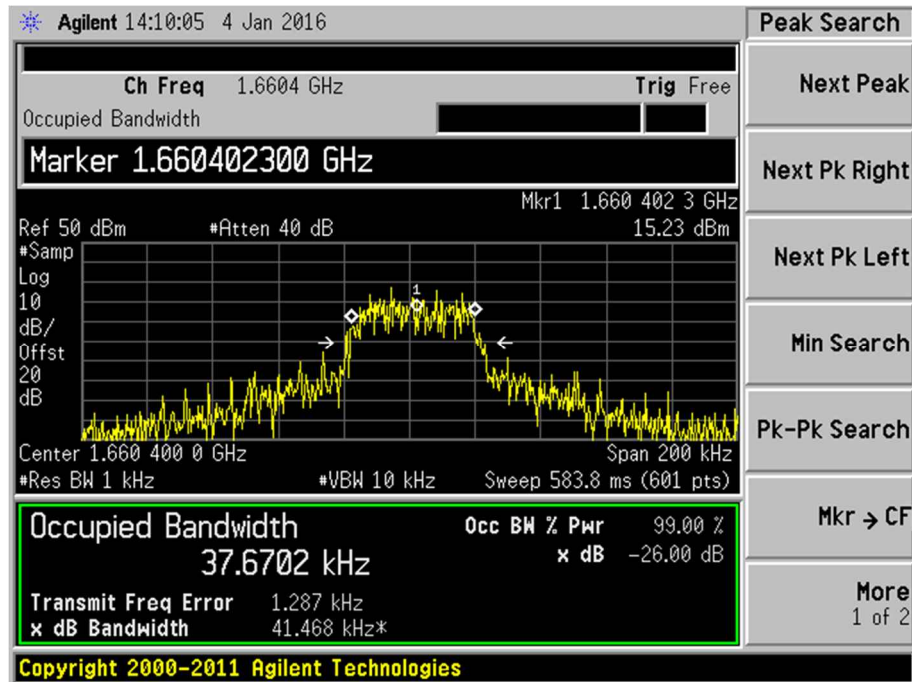 Agilent 14:10:05 4 Jan 2016
Peak Search
Ch Freq 1.6604 GHz Trig Free
Occupied Bandwidth
Marker 1.660402300 GHz
Mkr1 1.660 402 3 GHz
Ref 50 dBm #Atten 40 dB 15.23 dBm
#Samp
Log
10
dB/
Offst
20
dB
1
Center 1.660 400 0 GHz Span 200 kHz
#Res BW 1 kHz #VBW 10 kHz Sweep 583.8 ms (601 pts)
Occupied Bandwidth Occ BW % Pwr 99.00 %
37.6702 kHz x dB -26.00 dB
Transmit Freq Error 1.287 kHz
x dB Bandwidth 41.468 kHz*
Copyright 2000-2011 Agilent Technologies
Next Peak
Next Pk Right
Next Pk Left
Min Search
Pk-Pk Search
Mkr → CF
More
1 of 2